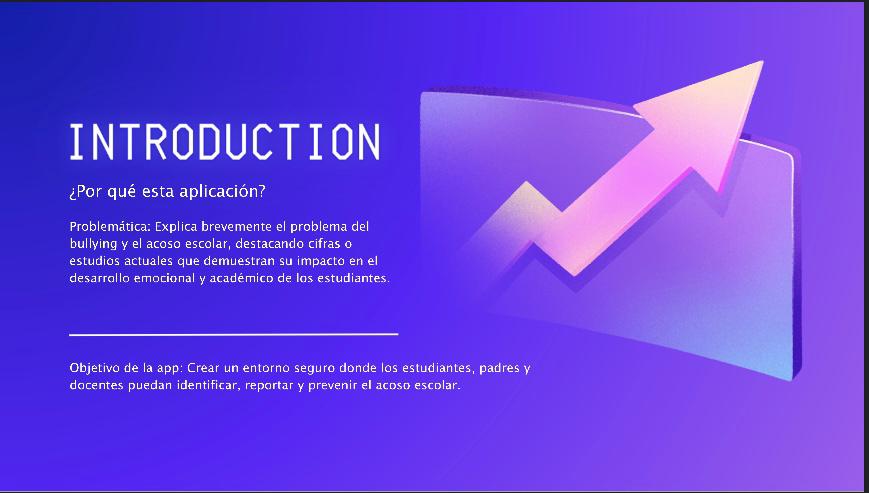 INTRODUCTION
¿Por qué esta aplicación?
Problemática: Explica brevemente el problema del
bullying y el acoso escolar, destacando cifras o
estudios actuales que demuestran su impacto en el
desarrollo emocional y académico de los estudiantes.
Objetivo de la app: Crear un entorno seguro donde los estudiantes, padres y
docentes puedan identificar, reportar y prevenir el acoso escolar.